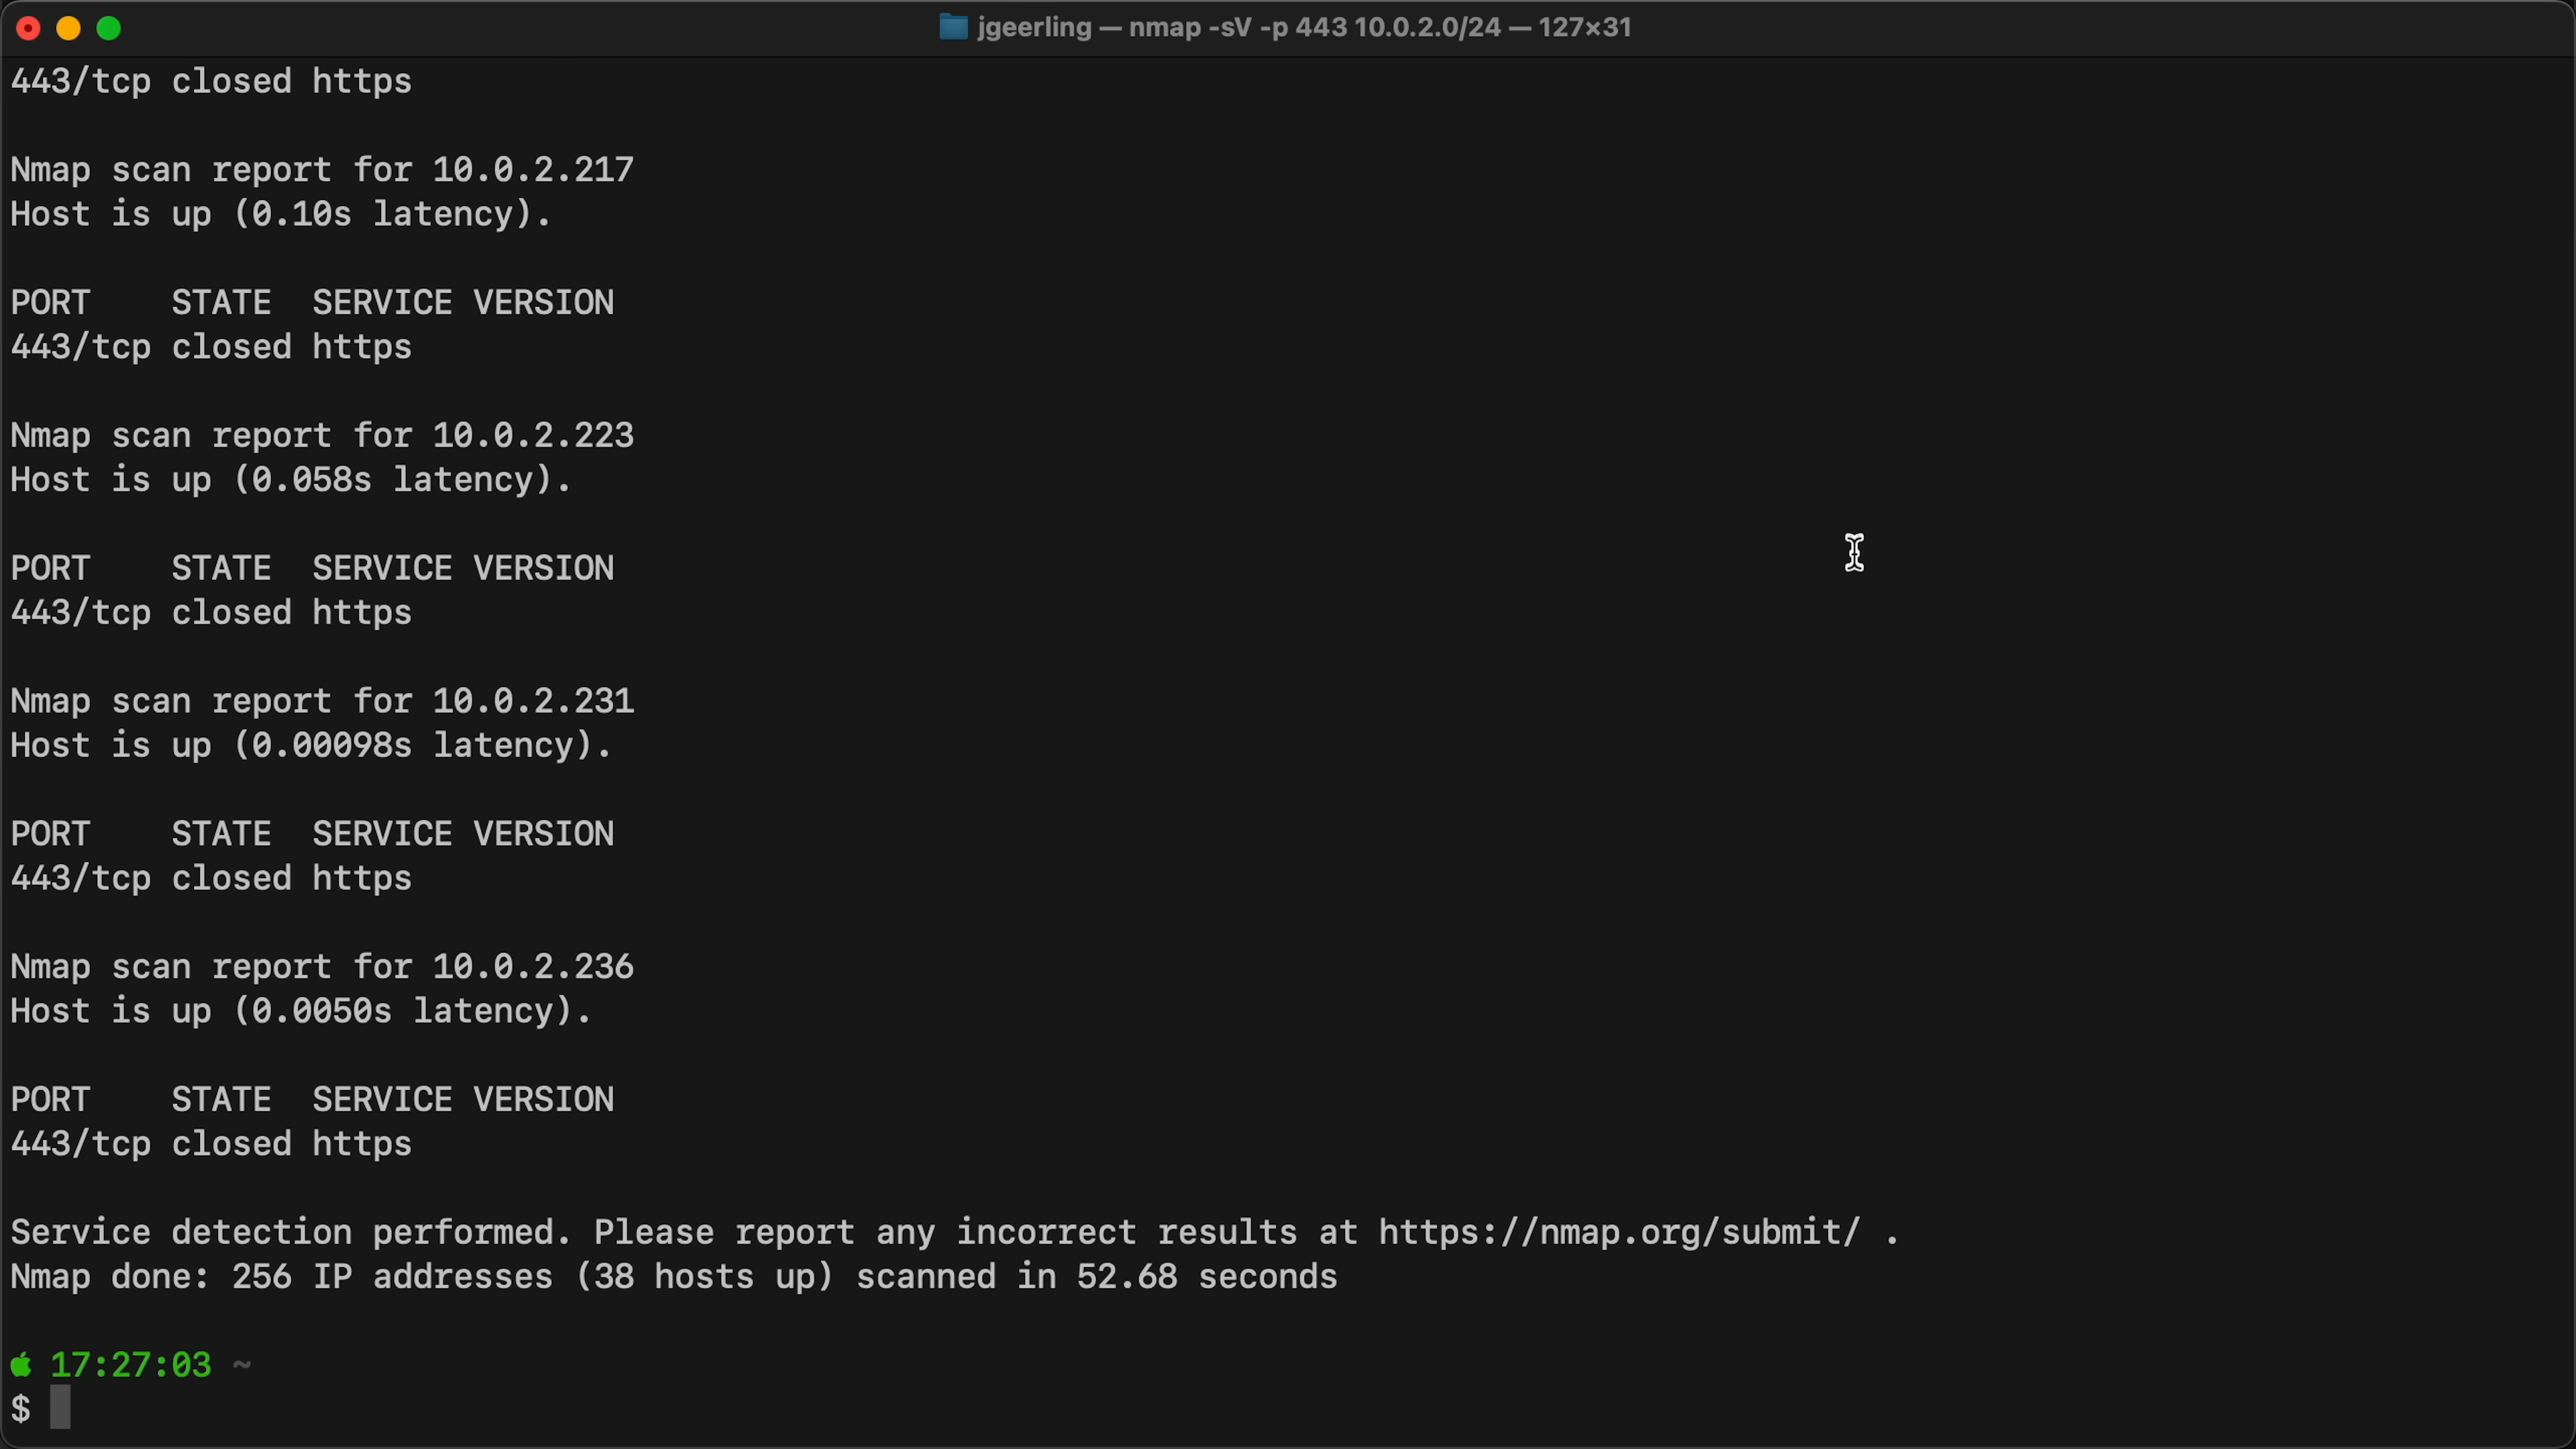 jgeerling — nmap -sV -p 443 10.0.2.0/24 — 127×31
443/tcp closed https
Nmap scan report for 10.0.2.217
Host is up (0.10s latency).
PORT    STATE  SERVICE VERSION
443/tcp closed https
Nmap scan report for 10.0.2.223
Host is up (0.058s latency).
PORT    STATE  SERVICE VERSION
443/tcp closed https
Nmap scan report for 10.0.2.231
Host is up (0.00098s latency).
PORT    STATE  SERVICE VERSION
443/tcp closed https
Nmap scan report for 10.0.2.236
Host is up (0.0050s latency).
PORT    STATE  SERVICE VERSION
443/tcp closed https
Service detection performed. Please report any incorrect results at https://nmap.org/submit/ .
Nmap done: 256 IP addresses (38 hosts up) scanned in 52.68 seconds
17:27:03 ~
$